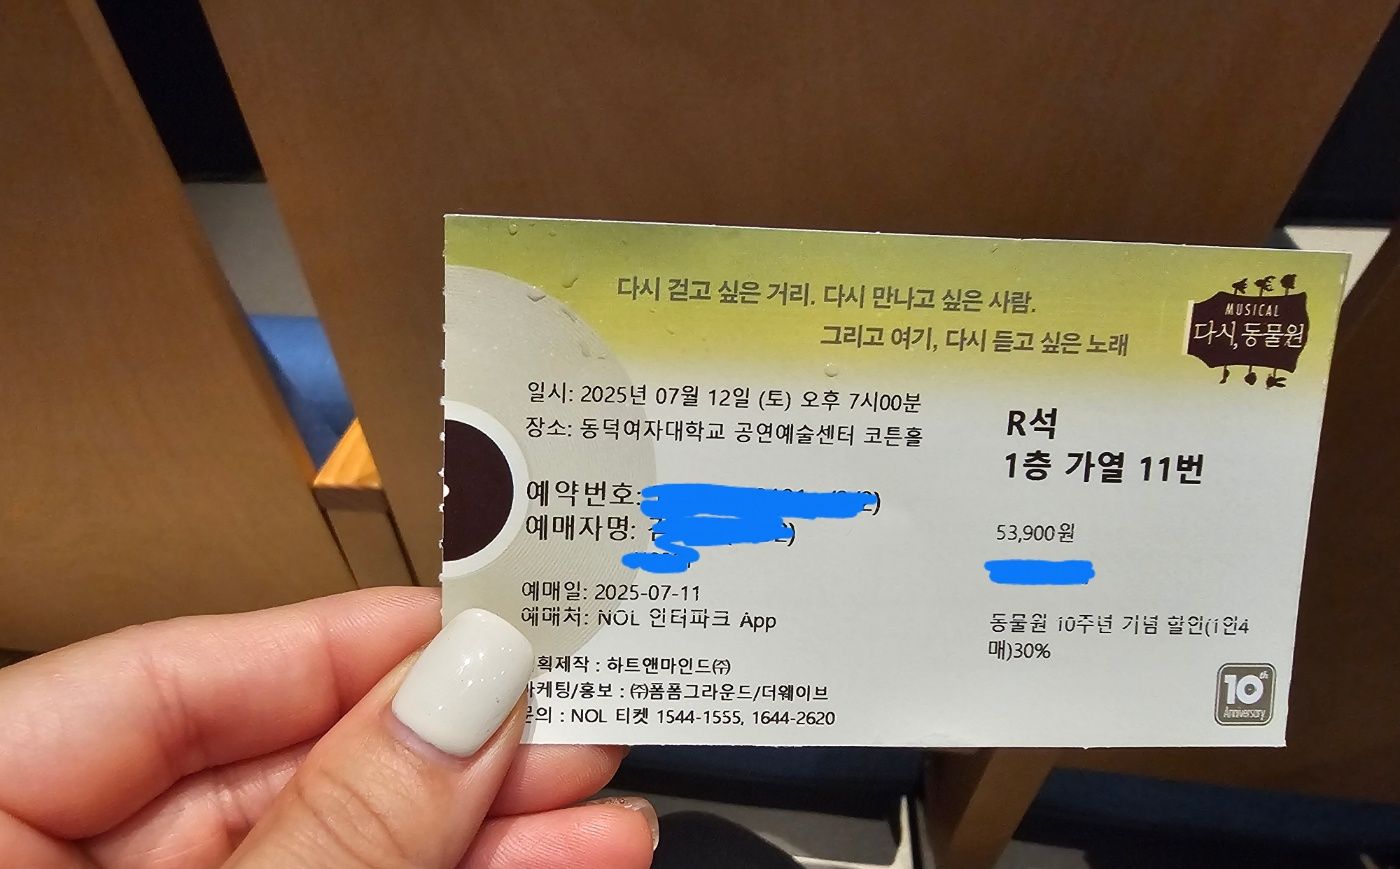 다시 걷고 싶은 거리. 다시 만나고 싶은 사람.
그리고 여기, 다시 듣고 싶은 노래
MUSICAL
다시, 동물원
일시: 2025년 07월 12일 (토) 오후 7시00분
장소: 동덕여자대학교 공연예술센터 코튼홀
R석
1층 가열 11번
예약번호:
예매자명:
53,900원
예매일: 2025-07-11
예매처: NOL 인터파크 App
동물원 10주년 기념 할인(1인4
매)30%
획제작 : 하트앤마인드㈜
마케팅/홍보 : ㈜폼폼그라운드/더웨이브
문의 : NOL 티켓 1544-1555, 1644-2620
10th
Anniversary